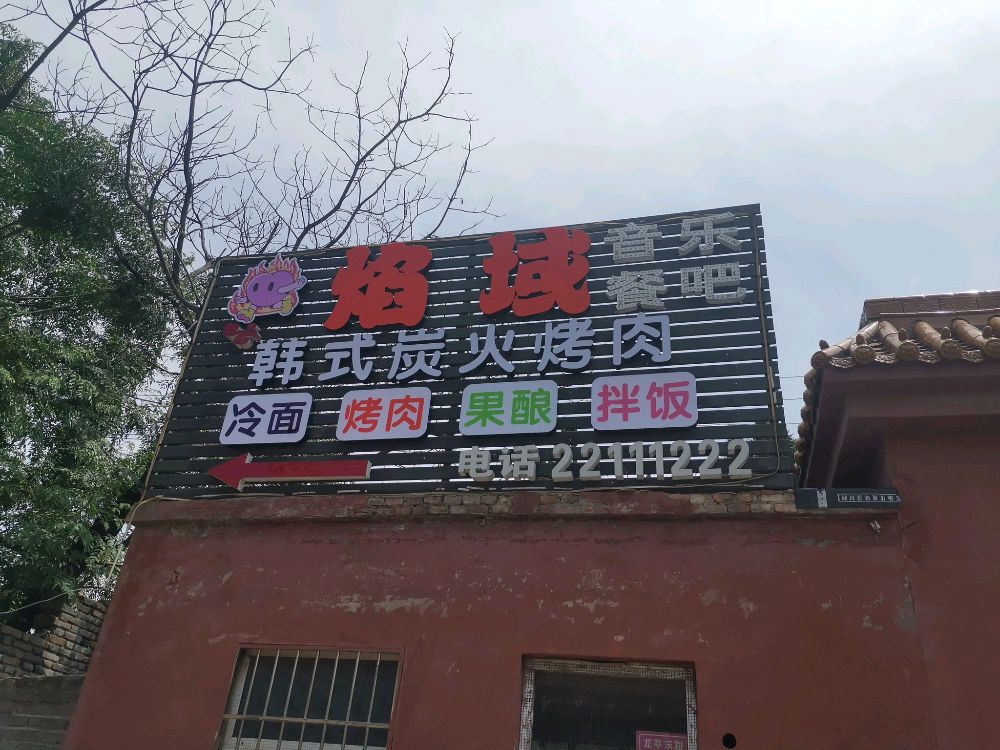 焰域 音乐餐吧
韩式炭火烤肉
冷面 烤肉 果酿 拌饭
电话 22111222